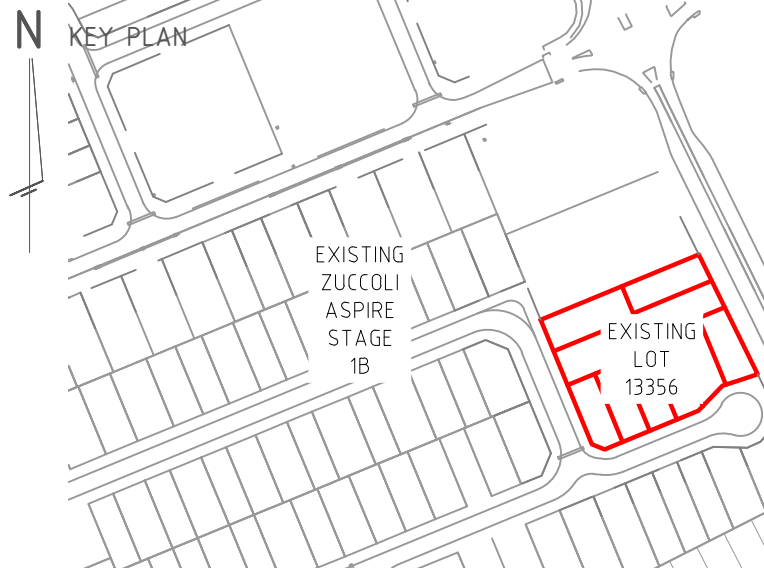 N KEY PLAN
EXISTING
ZUCCOLI
ASPIRE
STAGE
1B
EXISTING
LOT
13356